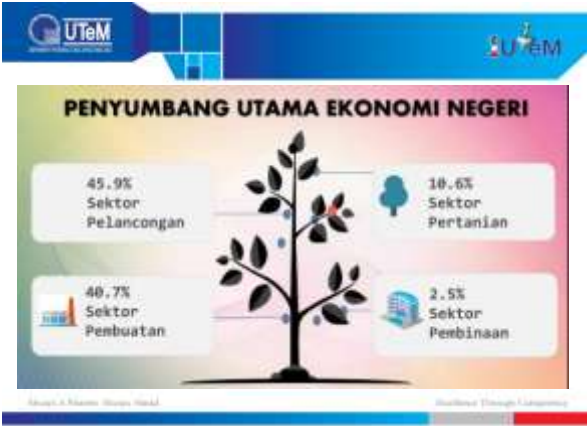 UTeM
UTeM
PENYUMBANG UTAMA EKONOMI NEGERI
45.9%
Sektor
Pelancongan
10.6%
Sektor
Pertanian
40.7%
Sektor
Pembuatan
2.5%
Sektor
Pembinaan